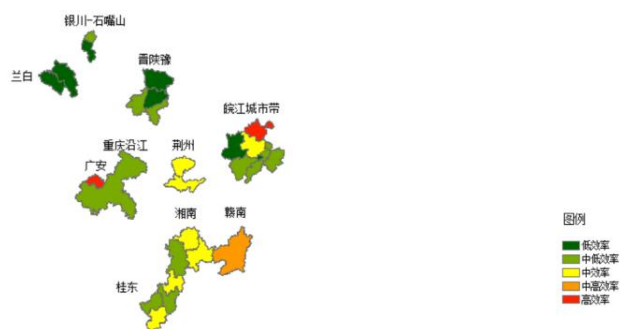 银川-石嘴山
兰白
晋陕豫
皖江城市带
重庆沿江
荆州
广安
湘南
赣南
桂东
图例
低效率
中低效率
中效率
中高效率
高效率